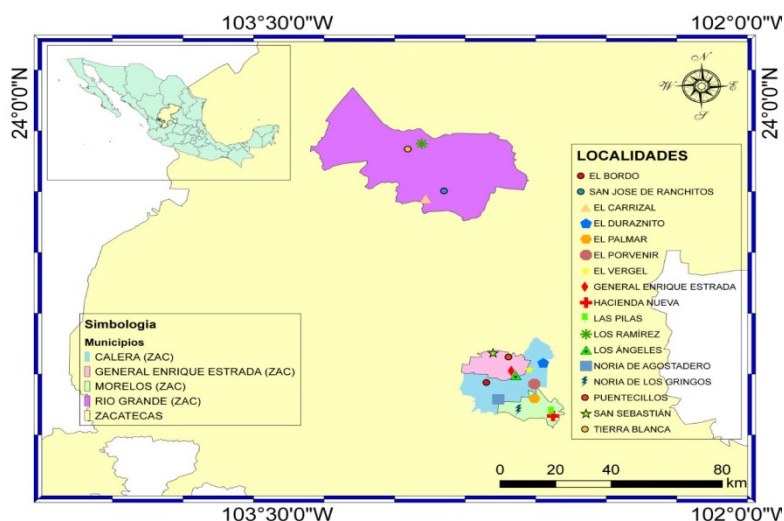 103°30'0"W 102°0'0"W
24°0'0"N 24°0'0"N
N
W E
S
LOCALIDADES
EL BORDO
SAN JOSE DE RANCHITOS
EL CARRIZAL
EL DURAZNITO
EL PALMAR
EL PORVENIR
EL VERGEL
GENERAL ENRIQUE ESTRADA
HACIENDA NUEVA
LAS PILAS
LOS RAMÍREZ
LOS ÁNGELES
NORIA DE AGOSTADERO
NORIA DE LOS GRINGOS
PUENTECILLOS
SAN SEBASTIÁN
TIERRA BLANCA
Simbologia
Municipios
CALERA (ZAC)
GENERAL ENRIQUE ESTRADA (ZAC)
MORELOS (ZAC)
RIO GRANDE (ZAC)
ZACATECAS
0 20 40 80
km
103°30'0"W 102°0'0"W